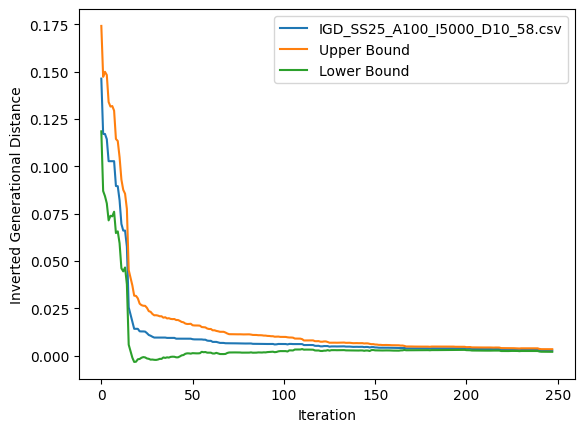 0.175
0.150
0.125
0.100
0.075
0.050
0.025
0.000
Inverted Generational Distance
IGD_SS25_A100_I5000_D10_58.csv
Upper Bound
Lower Bound
0
50
100
150
200
250
Iteration